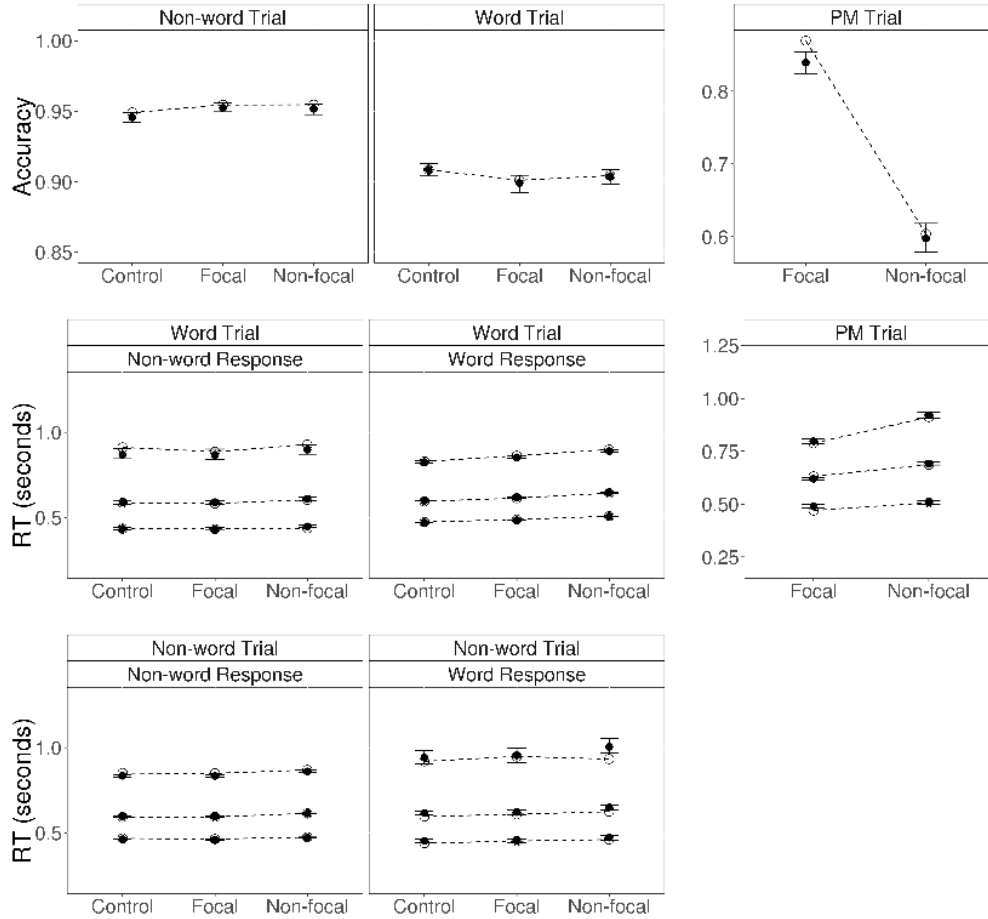 Non-word Trial
Word Trial
PM Trial
Accuracy
1.00
0.95
0.90
0.85
0.8
0.7
0.6
Control
Focal
Non-focal
Control
Focal
Non-focal
Focal
Non-focal
Word Trial
Word Trial
PM Trial
Non-word Response
Word Response
RT (seconds)
1.0
0.5
1.25
1.00
0.75
0.50
0.25
Control
Focal
Non-focal
Control
Focal
Non-focal
Focal
Non-focal
Non-word Trial
Non-word Trial
Non-word Response
Word Response
RT (seconds)
1.0
0.5
Control
Focal
Non-focal
Control
Focal
Non-focal